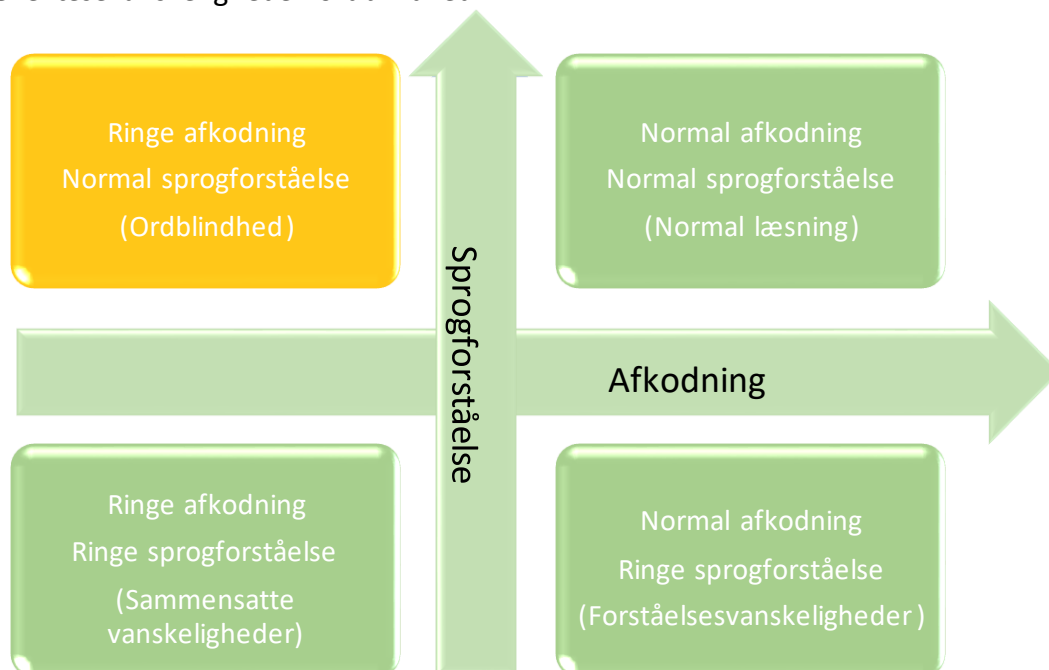 Ringe afkodning
Normal sprogforståelse
(Ordblindhed)
Normal afkodning
Normal sprogforståelse
(Normal læsning)
Sprogforståelse
Afkodning
Ringe afkodning
Ringe sprogforståelse
(Sammensatte
vanskeligheder)
Normal afkodning
Ringe sprogforståelse
(Forståelsesvanskeligheder)